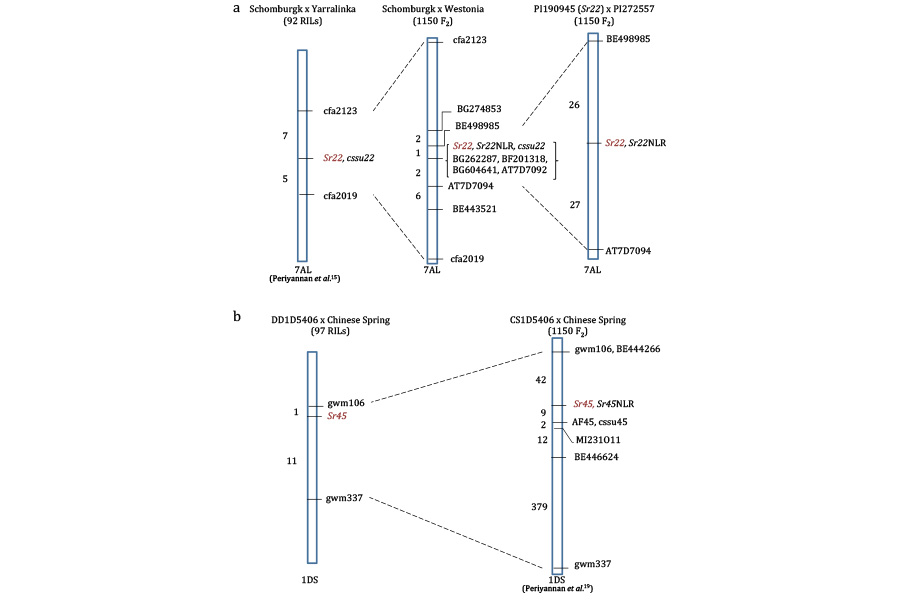 a
Schomburgk x Yarralinka
(92 RILs)
cfa2123
7
Sr22, cssu22
5
cfa2019
7AL
(Periyannan et al.15)
Schomburgk x Westonia
(1150 F2)
cfa2123
BG274853
BE498985
2
Sr22, Sr22NLR, cssu22
1
BG262287, BF201318,
BG604641, AT7D7092
2
AT7D7094
6
BE443521
cfa2019
7AL
PI190945 (Sr22) x PI272557
(1150 F2)
BE498985
26
Sr22, Sr22NLR
27
AT7D7094
7AL
b
DD1D5406 x Chinese Spring
(97 RILs)
gwm106
1
Sr45
11
gwm337
1DS
CS1D5406 x Chinese Spring
(1150 F2)
gwm106, BE444266
42
Sr45, Sr45NLR
9
AF45, cssu45
2
MI231O11
12
BE446624
379
gwm337
1DS
(Periyannan et al.19)